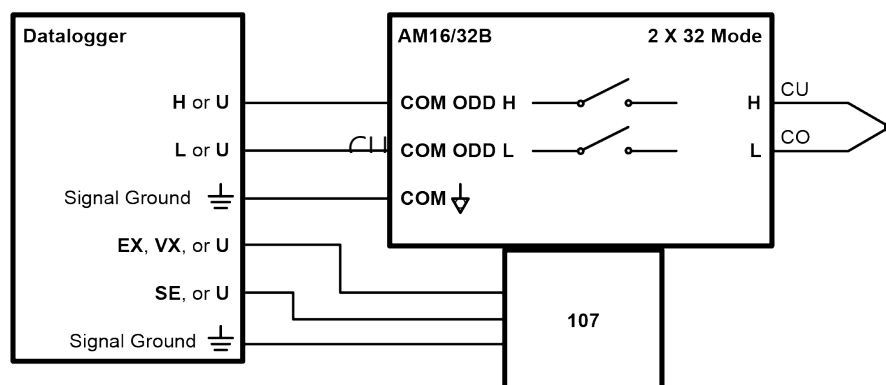 Datalogger
AM16/32B
2 X 32 Mode
H or U
COM ODD H
H
CU
L or U
CU
COM ODD L
L
CO
Signal Ground
COM
EX, VX, or U
SE, or U
107
Signal Ground